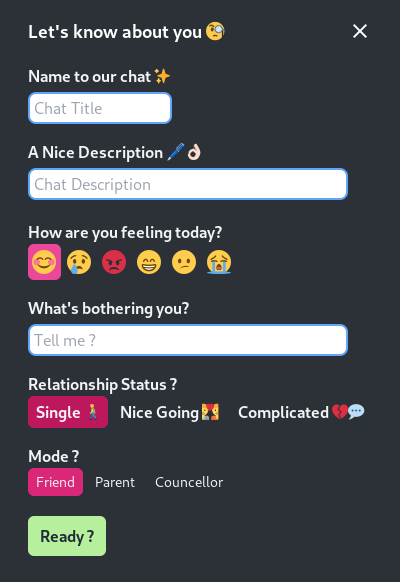 Let's know about you 🧐
Name to our chat ✨
Chat Title
A Nice Description 🖊️👌🏻
Chat Description
How are you feeling today?
😊 😢 😡 😄 😕 😭
What's bothering you?
Tell me ?
Relationship Status ?
Single 🚶‍♂️ Nice Going 👩‍❤️‍👨 Complicated 💔💬
Mode ?
Friend Parent Councellor
Ready ?